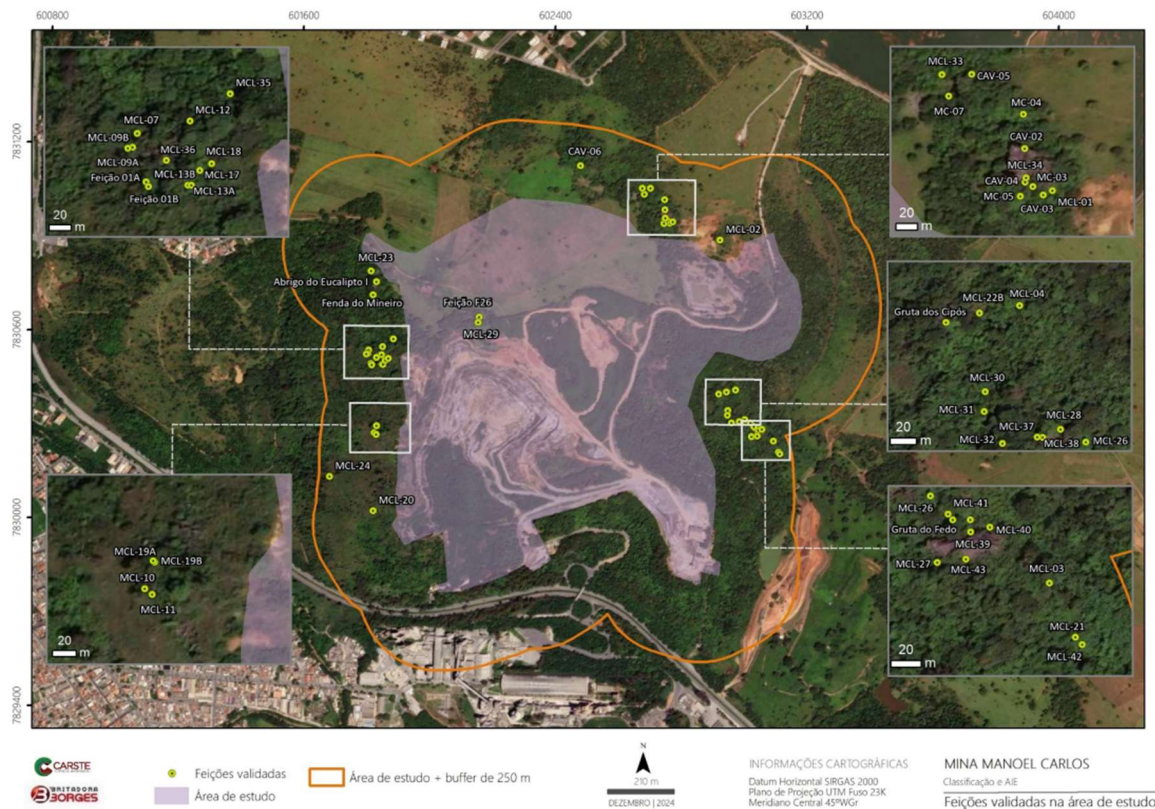 600800 601600 602400 603200 604000
7831200
7830600
7830000
7829400
MCL-35
MCL-12
MCL-07
MCL-09B
MCL-36
MCL-18
MCL-09A
MCL-13B
MCL-17
Feição 01A
MCL-13A
Feição 01B
20
m
MCL-33
CAV-05
MC-07
MC-04
CAV-02
MCL-34
CAV-04
MC-03
MC-05
MCL-01
CAV-03
20
m
CAV-06
MCL-02
MCL-23
Abrigo do Eucalipto I
Fenda do Mineiro
Feição F26
MCL-29
MCL-24
MCL-20
MCL-22B
MCL-04
Gruta dos Cipós
MCL-30
MCL-31
MCL-28
MCL-37
MCL-32
MCL-38
MCL-26
20
m
MCL-19A
MCL-19B
MCL-10
MCL-11
20
m
MCL-41
MCL-26
Gruta do Fedo
MCL-40
MCL-39
MCL-27
MCL-43
MCL-03
MCL-21
MCL-42
20
m
CARSTE
BRITADORA
BORGES
Feições validadas
Área de estudo
Área de estudo + buffer de 250 m
N
210 m
DEZEMBRO | 2024
INFORMAÇÕES CARTOGRÁFICAS
Datum Horizontal SIRGAS 2000
Plano de Projeção UTM Fuso 23K
Meridiano Central 45ºWGr
MINA MANOEL CARLOS
Classificação e AIE
Feições validadas na área de estudo